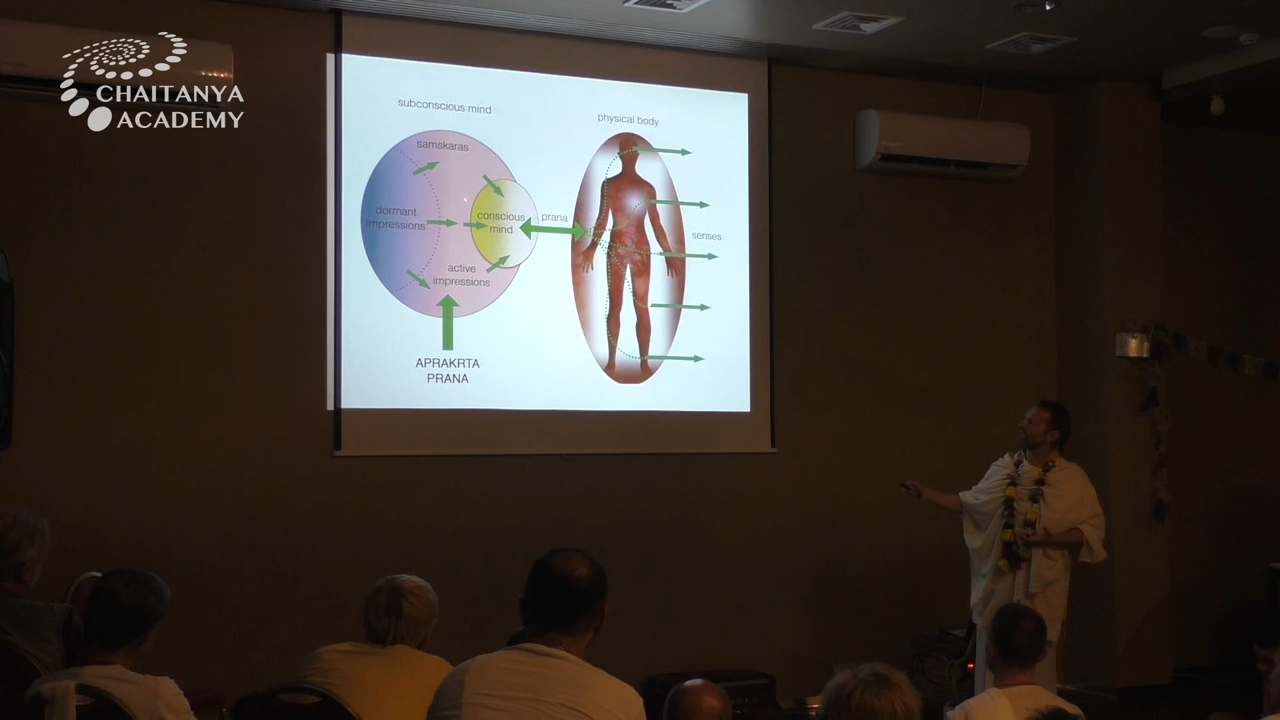 CHAITANYA
ACADEMY
subconscious mind
physical body
samskaras
dormant
impressions
conscious
mind
prana
senses
active
impressions
APRAKRTA
PRANA